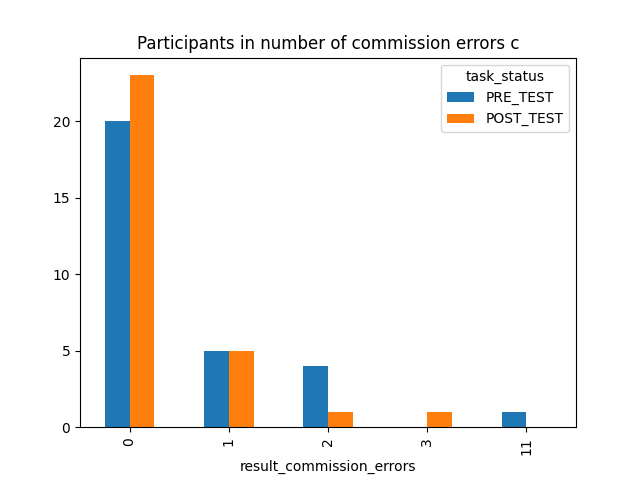 Participants in number of commission errors c
task_status
PRE_TEST
POST_TEST
20
15
10
5
0
0 1 2 3 11
result_commission_errors